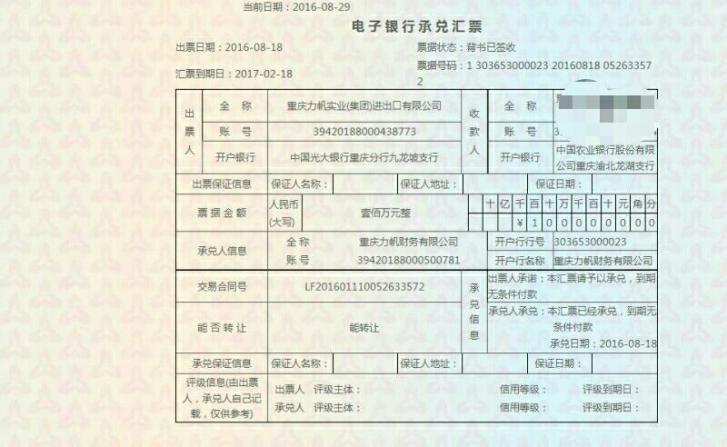 当前日期：2016-08-29
电子银行承兑汇票
出票日期：2016-08-18 票据状态：背书已签收
汇票到期日：2017-02-18 票据号码：1 303653000023 20160818 05263357
2
出票人 全 称 重庆力帆实业(集团)进出口有限公司 收款人 全 称
账 号 39420188000438773 账 号
开户银行 中国光大银行重庆分行九龙坡支行 开户银行 中国农业银行股份有限
公司重庆渝北龙湖支行
出票保证信息 保证人名称： 保证人地址： 保证日期：
票据金额 人民币
(大写) 壹佰万元整 十 亿 千 百 十 万 千 百 十 元 角 分
￥ 1 0 0 0 0 0 0 0 0
承兑人信息 全 称 重庆力帆财务有限公司 开户行行号 303653000023
账 号 39420188000500781 开户行名称 重庆力帆财务有限公司
交易合同号 LF201601110052633572 承兑信息 出票人承诺：本汇票请予以承兑，到期
无条件付款
能否转让 能转让 承兑人承兑：本汇票已经承兑，到期无
条件付款
承兑日期：2016-08-18
承兑保证信息 保证人名称： 保证人地址： 保证日期：
评级信息(由出票
人，承兑人自己记
载，仅供参考)
出票人 评级主体： 信用等级： 评级到期日：
承兑人 评级主体： 信用等级： 评级到期日：